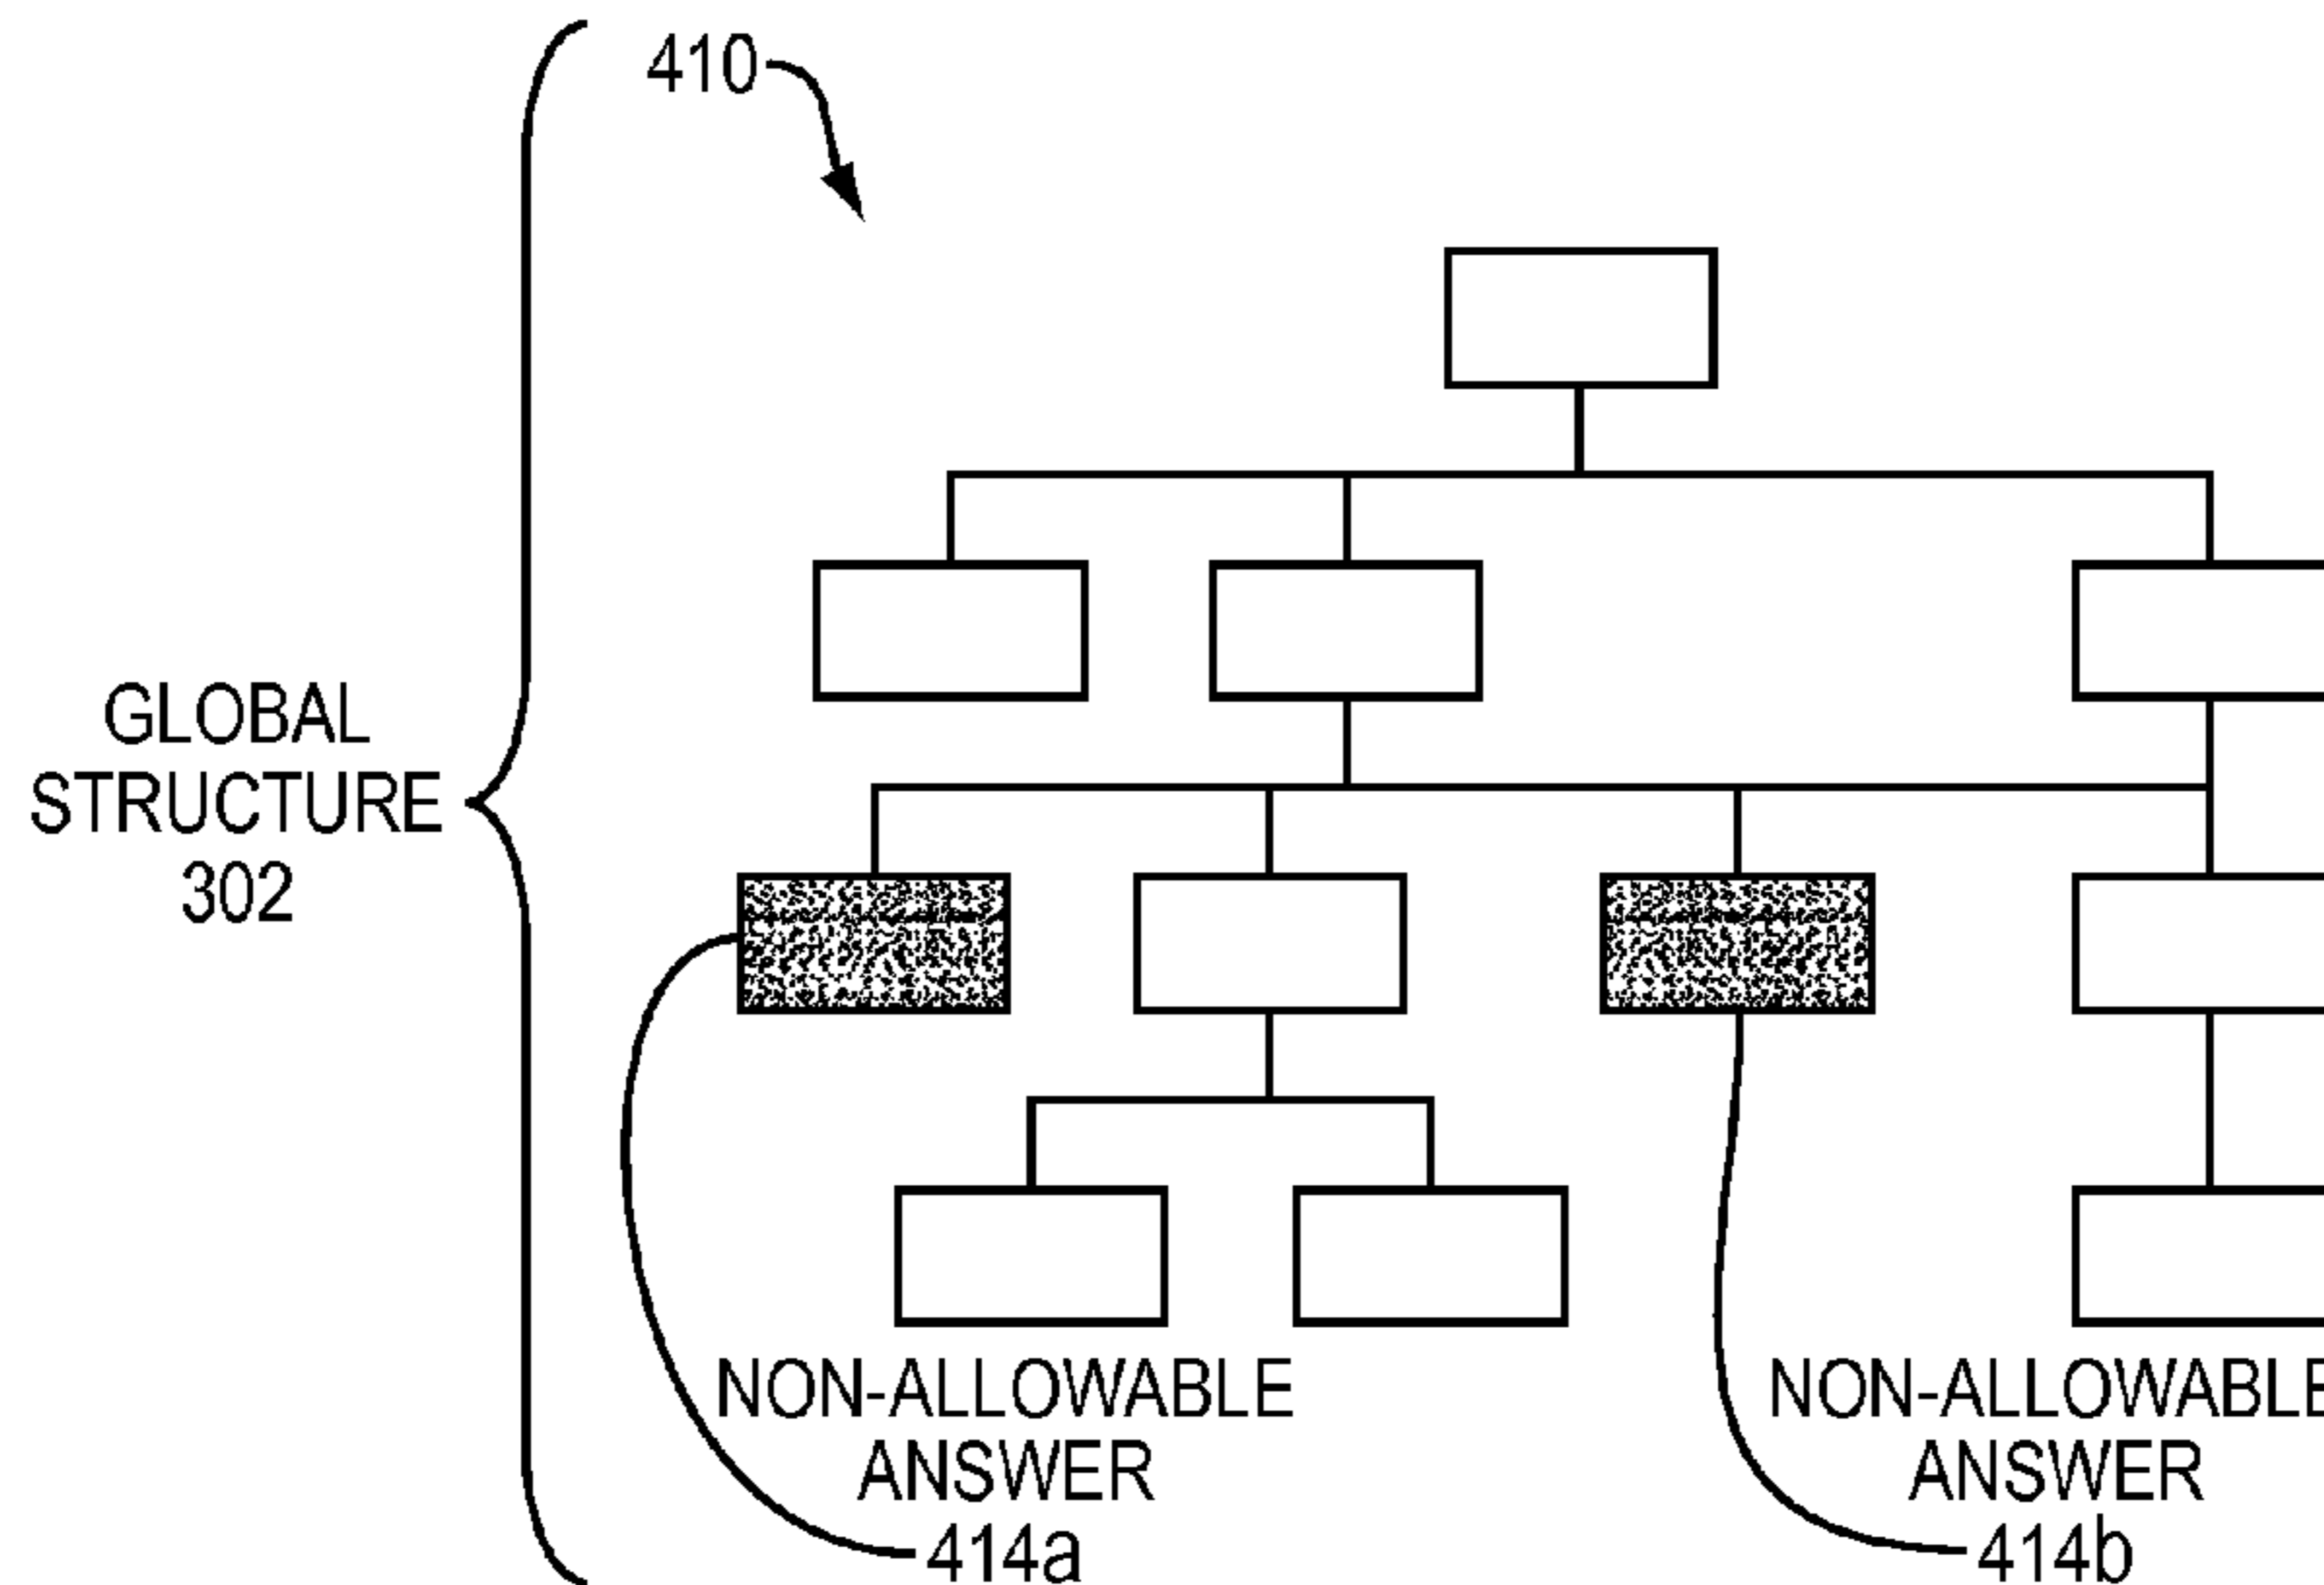 410
GLOBAL
STRUCTURE
302
NON-ALLOWABLE
ANSWER
414a
NON-ALLOWABLE
ANSWER
414b